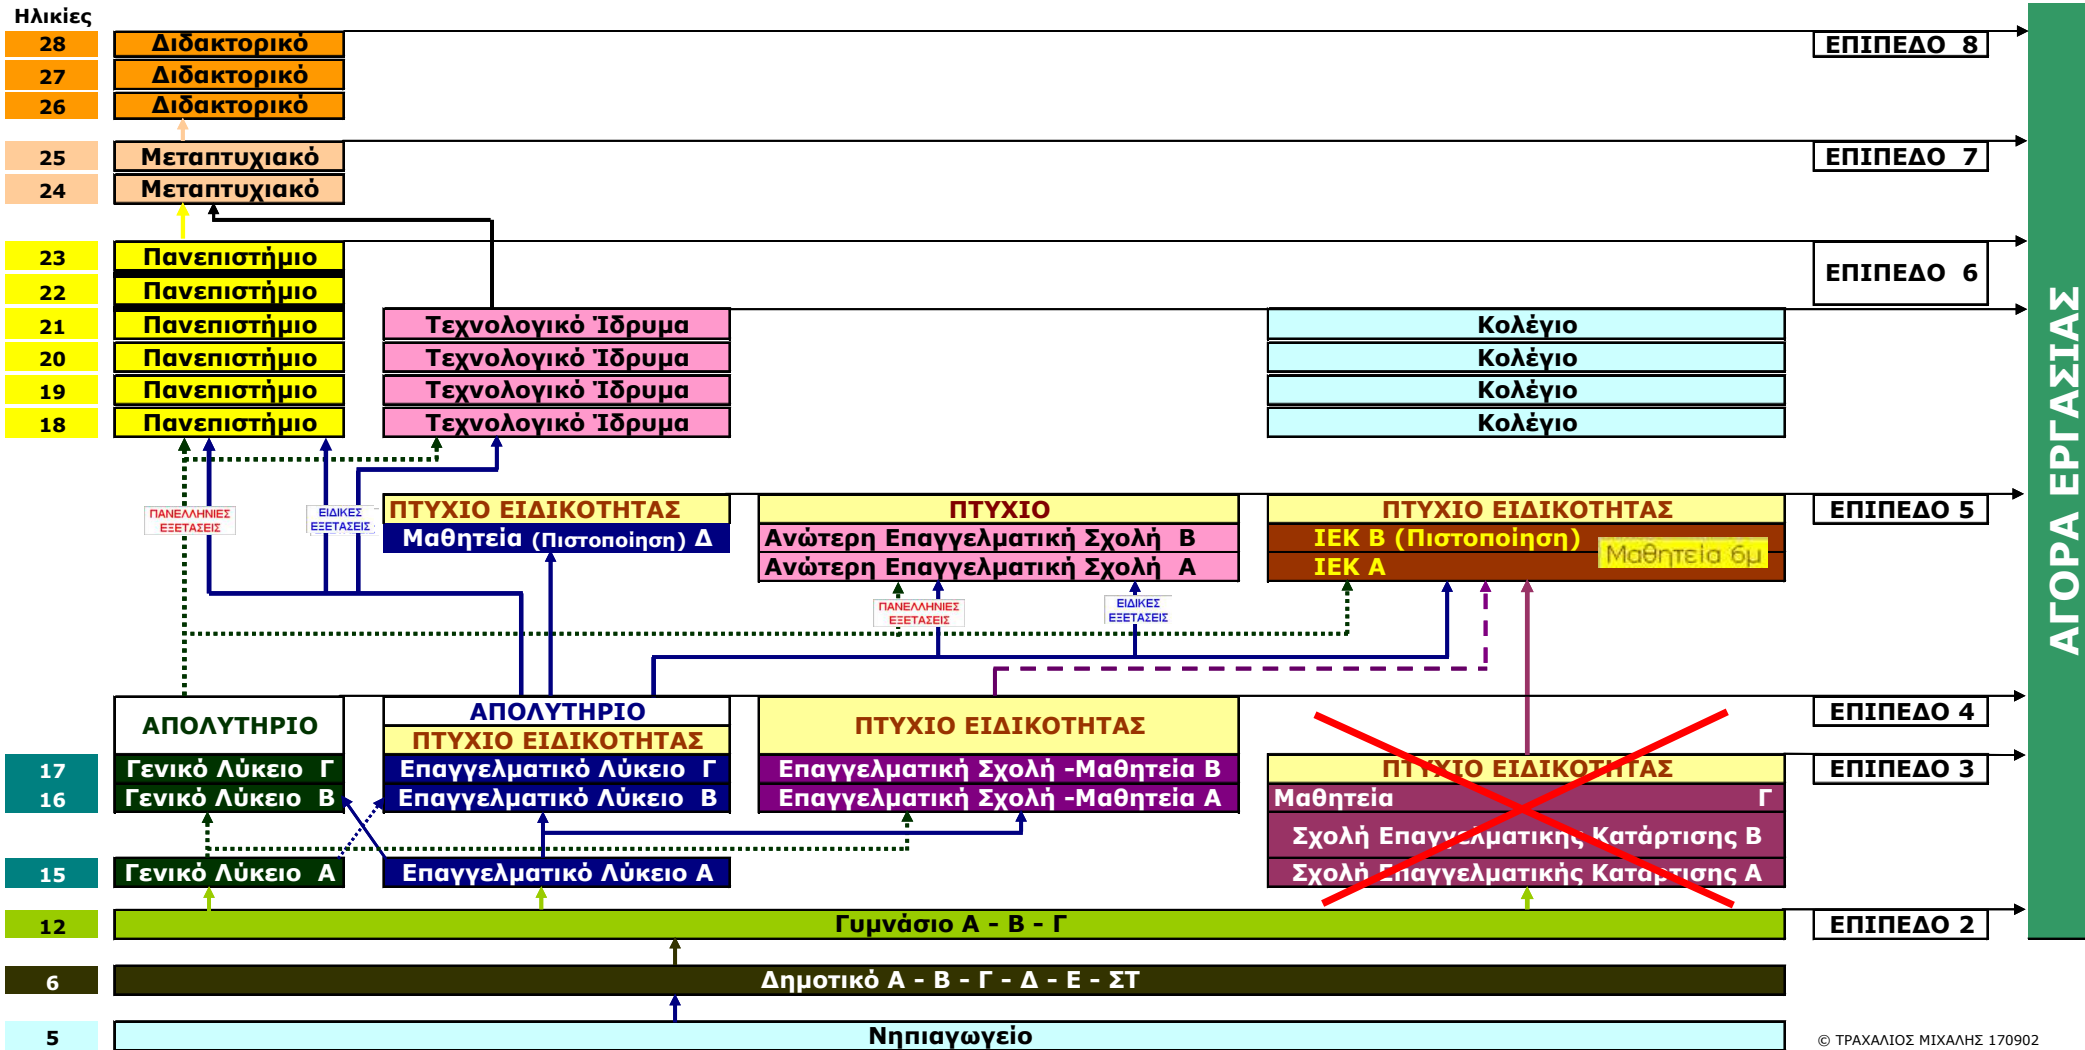 Ηλικίες
28 Διδακτορικό ΕΠΙΠΕΔΟ 8
27 Διδακτορικό
26 Διδακτορικό
25 Μεταπτυχιακό ΕΠΙΠΕΔΟ 7
24 Μεταπτυχιακό
23 Πανεπιστήμιο ΕΠΙΠΕΔΟ 6
22 Πανεπιστήμιο
21 Πανεπιστήμιο Τεχνολογικό Ίδρυμα Κολέγιο
20 Πανεπιστήμιο Τεχνολογικό Ίδρυμα Κολέγιο
19 Πανεπιστήμιο Τεχνολογικό Ίδρυμα Κολέγιο
18 Πανεπιστήμιο Τεχνολογικό Ίδρυμα Κολέγιο
ΑΓΟΡΑ ΕΡΓΑΣΙΑΣ
ΠΑΝΕΛΛΗΝΙΕΣ
ΕΞΕΤΑΣΕΙΣ
ΕΙΔΙΚΕΣ
ΕΞΕΤΑΣΕΙΣ
ΠΤΥΧΙΟ ΕΙΔΙΚΟΤΗΤΑΣ ΠΤΥΧΙΟ ΠΤΥΧΙΟ ΕΙΔΙΚΟΤΗΤΑΣ ΕΠΙΠΕΔΟ 5
Μαθητεία (Πιστοποίηση) Δ Ανώτερη Επαγγελματική Σχολή Β ΙΕΚ Β (Πιστοποίηση)
Μαθητεία 6μ
Ανώτερη Επαγγελματική Σχολή Α ΙΕΚ Α
ΠΑΝΕΛΛΗΝΙΕΣ
ΕΞΕΤΑΣΕΙΣ
ΕΙΔΙΚΕΣ
ΕΞΕΤΑΣΕΙΣ
ΑΠΟΛΥΤΗΡΙΟ ΑΠΟΛΥΤΗΡΙΟ ΠΤΥΧΙΟ ΕΙΔΙΚΟΤΗΤΑΣ ΕΠΙΠΕΔΟ 4
ΠΤΥΧΙΟ ΕΙΔΙΚΟΤΗΤΑΣ
17 Γενικό Λύκειο Γ Επαγγελματικό Λύκειο Γ Επαγγελματική Σχολή -Μαθητεία Β ΠΤΥΧΙΟ ΕΙΔΙΚΟΤΗΤΑΣ ΕΠΙΠΕΔΟ 3
16 Γενικό Λύκειο Β Επαγγελματικό Λύκειο Β Επαγγελματική Σχολή -Μαθητεία Α Μαθητεία Γ
Σχολή Επαγγελματικής Κατάρτισης Β
15 Γενικό Λύκειο Α Επαγγελματικό Λύκειο Α Σχολή Επαγγελματικής Κατάρτισης Α
12 Γυμνάσιο Α - Β - Γ ΕΠΙΠΕΔΟ 2
6 Δημοτικό Α - Β - Γ - Δ - Ε - ΣΤ
5 Νηπιαγωγείο
© ΤΡΑΧΑΛΙΟΣ ΜΙΧΑΛΗΣ 170902